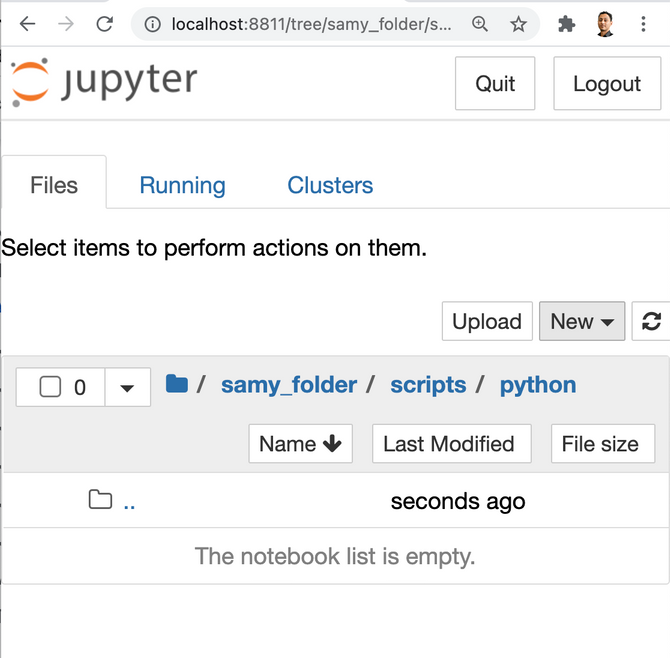 localhost:8811/tree/samy_folder/s...
jupyter Quit Logout
Files Running Clusters
Select items to perform actions on them.
Upload New
0 / samy_folder / scripts / python
Name Last Modified File size
.. seconds ago
The notebook list is empty.